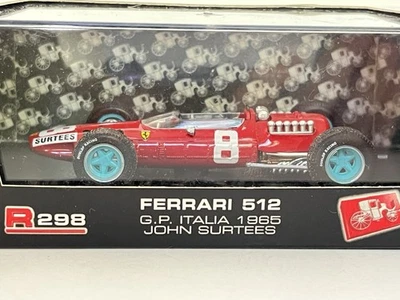 SURTEES
8
R298
FERRARI 512
G.P. ITALIA 1965
JOHN SURTEES